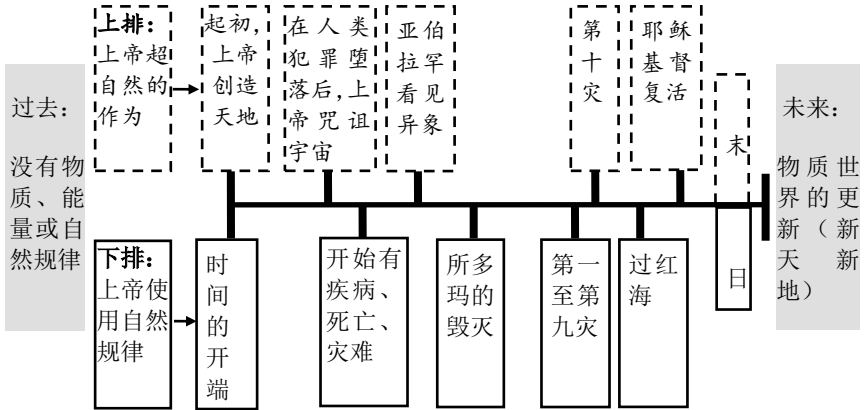 过去：
没有物
质、能
量或自
然规律
上排：
上帝超
自然的
作为
起初，
上帝
创造
天地
在人类
犯罪堕
落后，上
帝咒诅
宇宙
亚伯
拉罕
看见
异象
第
十
灾
耶稣
基督
复活
末
日
未来：
物质世
界的更
新（新
天新
地）
下排：
上帝使
用自然
规律
时
间
的
开
端
开始有
疾病、
死亡、
灾难
所多
玛的
毁灭
第一
至第
九灾
过红
海